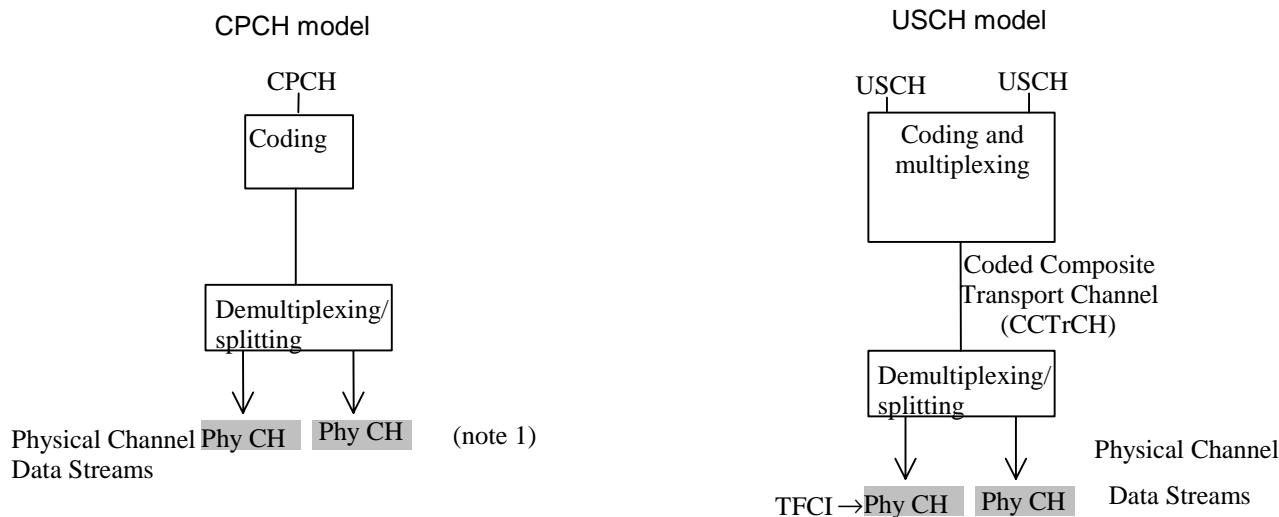 CPCH model
CPCH
Coding
Demultiplexing/
splitting
Physical Channel
Data Streams
Phy CH
Phy CH
(note 1)
USCH model
USCH
USCH
Coding and
multiplexing
Coded Composite
Transport Channel
(CCTrCH)
Demultiplexing/
splitting
TFCI→
Phy CH
Phy CH
Physical Channel
Data Streams